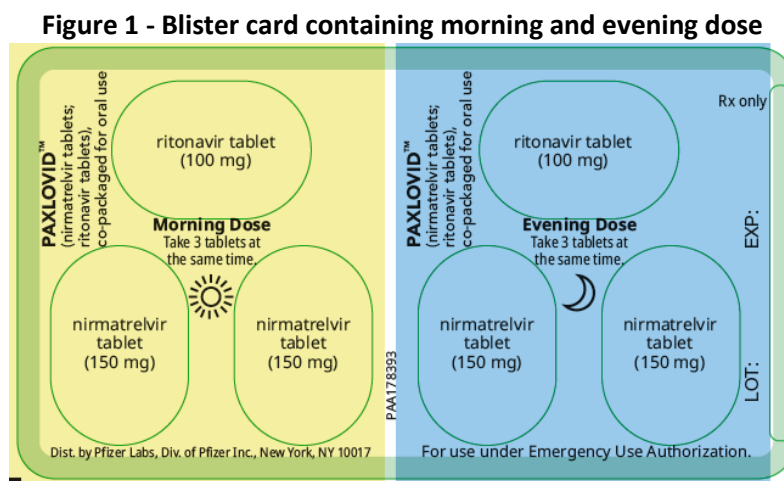 Figure 1 - Blister card containing morning and evening dose
PAXLOVID™
(nirmatrelvir tablets;
ritonavir tablets),
co-packaged for oral use
ritonavir tablet
(100 mg)
Morning Dose
Take 3 tablets at
the same time.
nirmatrelvir
tablet
(150 mg)
nirmatrelvir
tablet
(150 mg)
Dist. by Pfizer Labs, Div. of Pfizer Inc., New York, NY 10017
PAA178393
PAXLOVID™
(nirmatrelvir tablets;
ritonavir tablets),
co-packaged for oral use
ritonavir tablet
(100 mg)
Evening Dose
Take 3 tablets at
the same time.
nirmatrelvir
tablet
(150 mg)
nirmatrelvir
tablet
(150 mg)
For use under Emergency Use Authorization.
Rx only
EXP:
LOT: